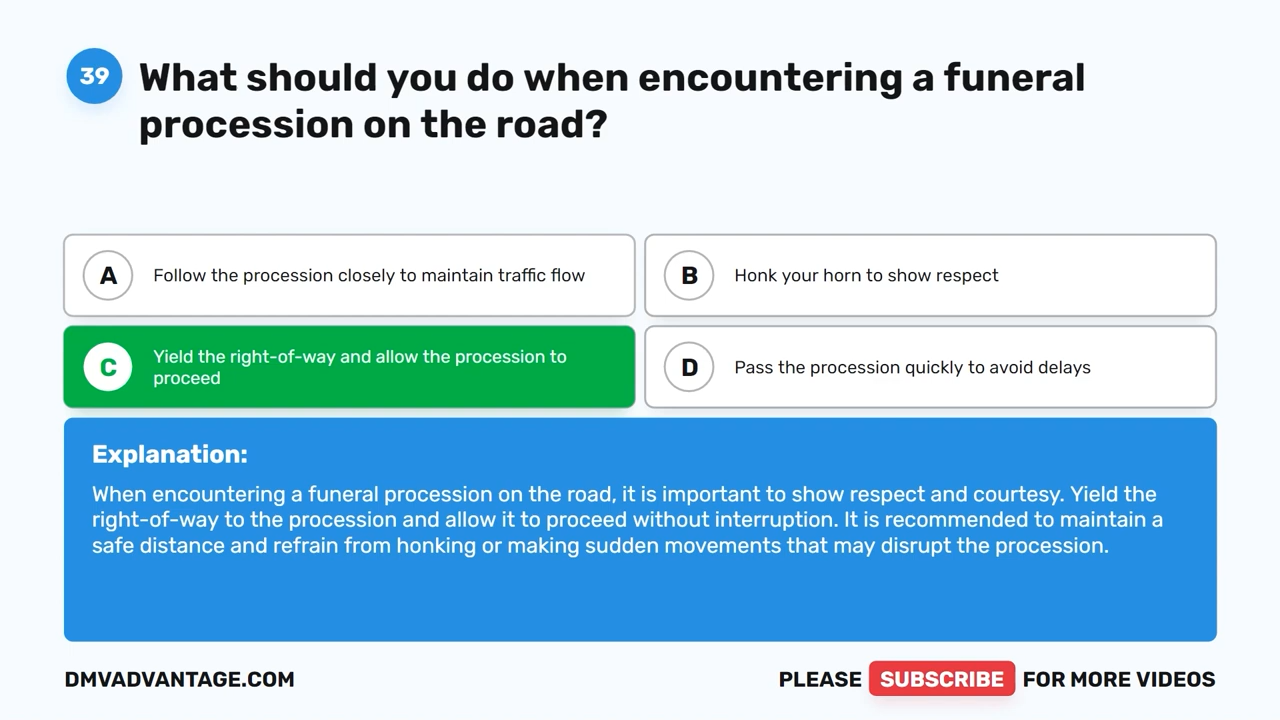 39
What should you do when encountering a funeral
procession on the road?
A
Follow the procession closely to maintain traffic flow
B
Honk your horn to show respect
C
Yield the right-of-way and allow the procession to
proceed
D
Pass the procession quickly to avoid delays
Explanation:
When encountering a funeral procession on the road, it is important to show respect and courtesy. Yield the
right-of-way to the procession and allow it to proceed without interruption. It is recommended to maintain a
safe distance and refrain from honking or making sudden movements that may disrupt the procession.
DMVADVANTAGE.COM
PLEASE SUBSCRIBE FOR MORE VIDEOS